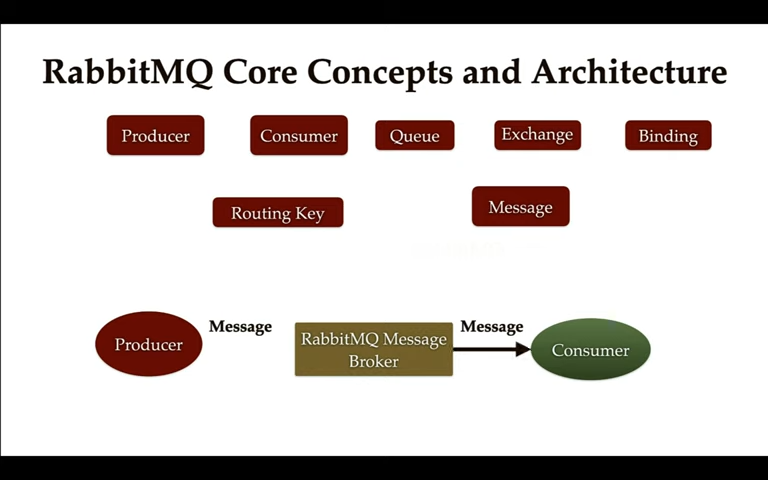 RabbitMQ Core Concepts and Architecture
Producer
Consumer
Queue
Exchange
Binding
Routing Key
Message
Producer
Message
RabbitMQ Message
Broker
Message
Consumer